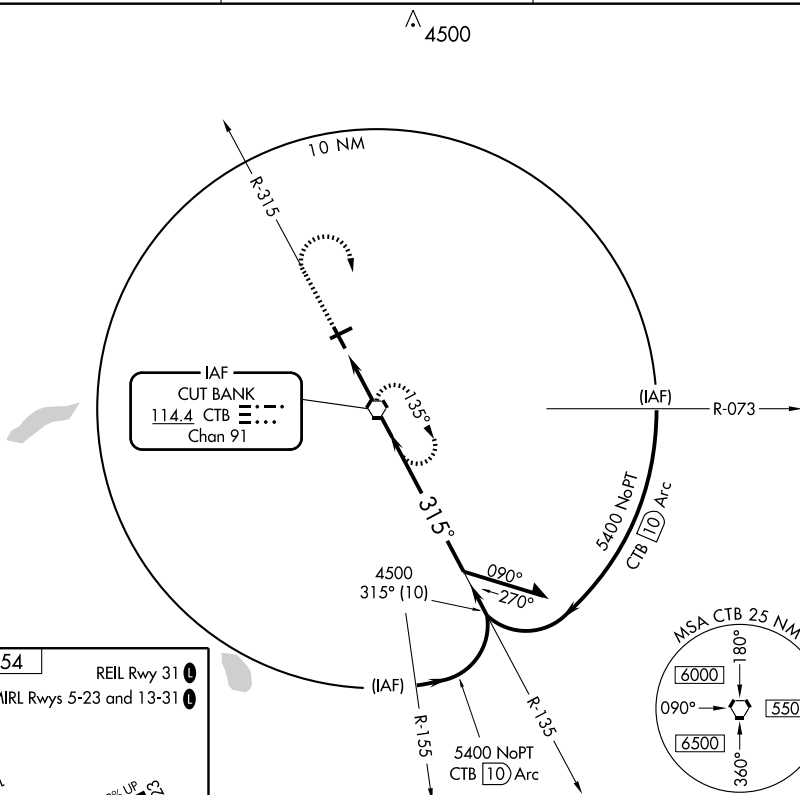 4500
10 NM
R-315
IAF
CUT BANK
114.4 CTB
Chan 91
135°
(IAF)
R-073
315°
5400 NoPT
CTB 10 Arc
090°
270°
4500
315° (10)
MSA CTB 25 NM
180°
6000
090°
550
6500
360°
54
REIL Rwy 31 L
MIRL Rwys 5-23 and 13-31 L
(IAF)
R-155
R-135
5400 NoPT
CTB 10 Arc
% UP
23